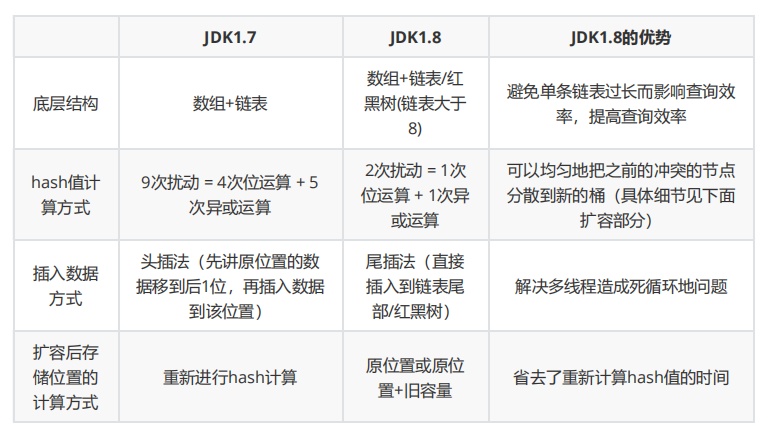 JDK1.7
JDK1.8
JDK1.8的优势
底层结构
数组+链表
数组+链表/红
黑树(链表大于
8)
避免单条链表过长而影响查询效
率，提高查询效率
hash值计
算方式
9次扰动 = 4次位运算 + 5
次异或运算
2次扰动 = 1次
位运算 + 1次异
或运算
可以均匀地把之前的冲突的节点
分散到新的桶（具体细节见下面
扩容部分）
插入数据
方式
头插法（先讲原位置的数
据移到后1位，再插入数据
到该位置）
尾插法（直接
插入到链表尾
部/红黑树）
解决多线程造成死循环地问题
扩容后存
储位置的
计算方式
重新进行hash计算
原位置或原位
置+旧容量
省去了重新计算hash值的时间